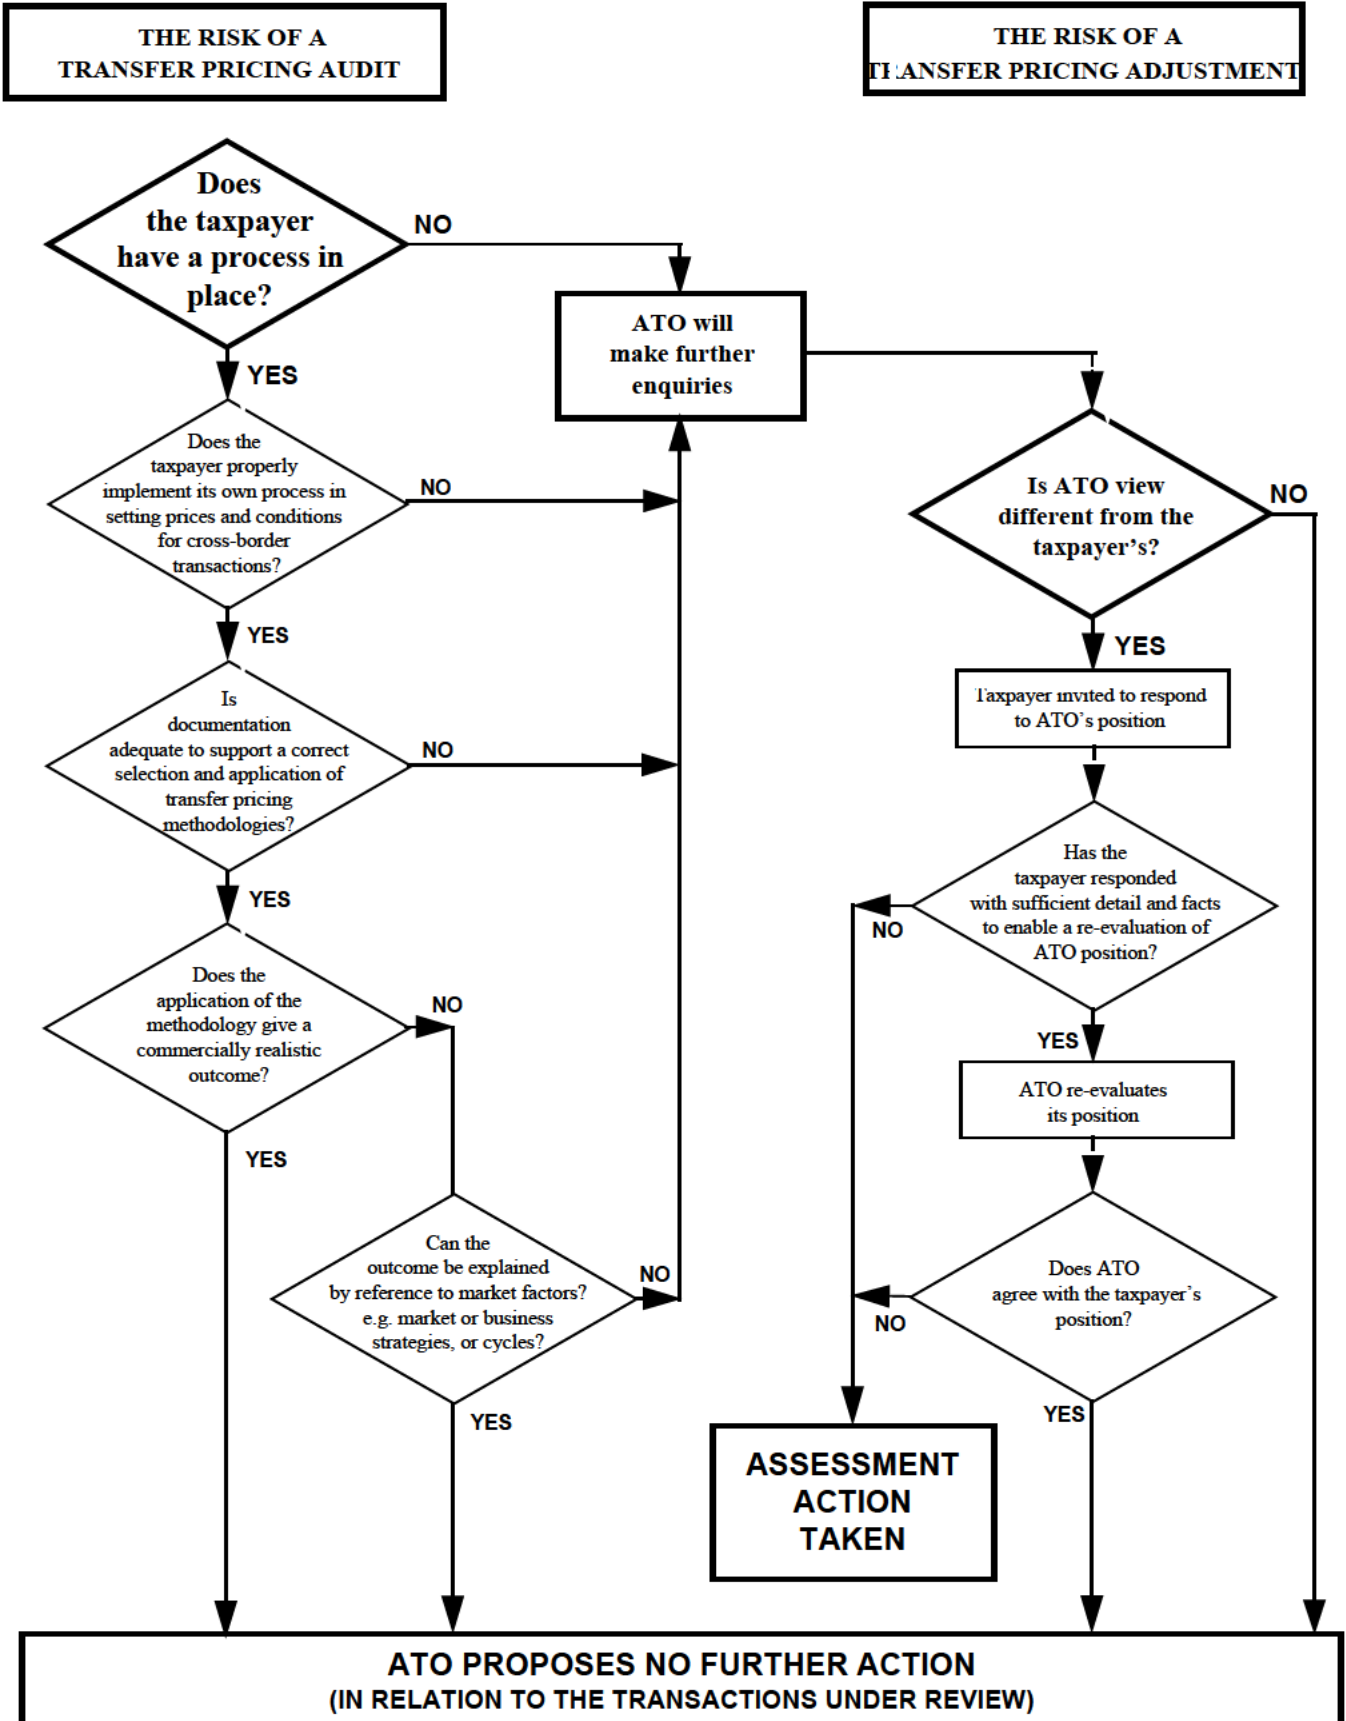 THE RISK OF A
TRANSFER PRICING AUDIT
THE RISK OF A
TRANSFER PRICING ADJUSTMENT
Does
the taxpayer
have a process in
place?
NO
YES
ATO will
make further
enquiries
Does the
taxpayer properly
implement its own process in
setting prices and conditions
for cross-border
transactions?
NO
YES
Is
documentation
adequate to support a correct
selection and application of
transfer pricing
methodologies?
NO
YES
Does the
application of the
methodology give a
commercially realistic
outcome?
NO
YES
Can the
outcome be explained
by reference to market factors?
e.g. market or business
strategies, or cycles?
NO
YES
Is ATO view
different from the
taxpayer's?
NO
YES
Taxpayer invited to respond
to ATO's position
Has the
taxpayer responded
with sufficient detail and facts
to enable a re-evaluation of
ATO position?
NO
YES
ATO re-evaluates
its position
Does ATO
agree with the taxpayer's
position?
NO
YES
ASSESSMENT
ACTION
TAKEN
ATO PROPOSES NO FURTHER ACTION
(IN RELATION TO THE TRANSACTIONS UNDER REVIEW)